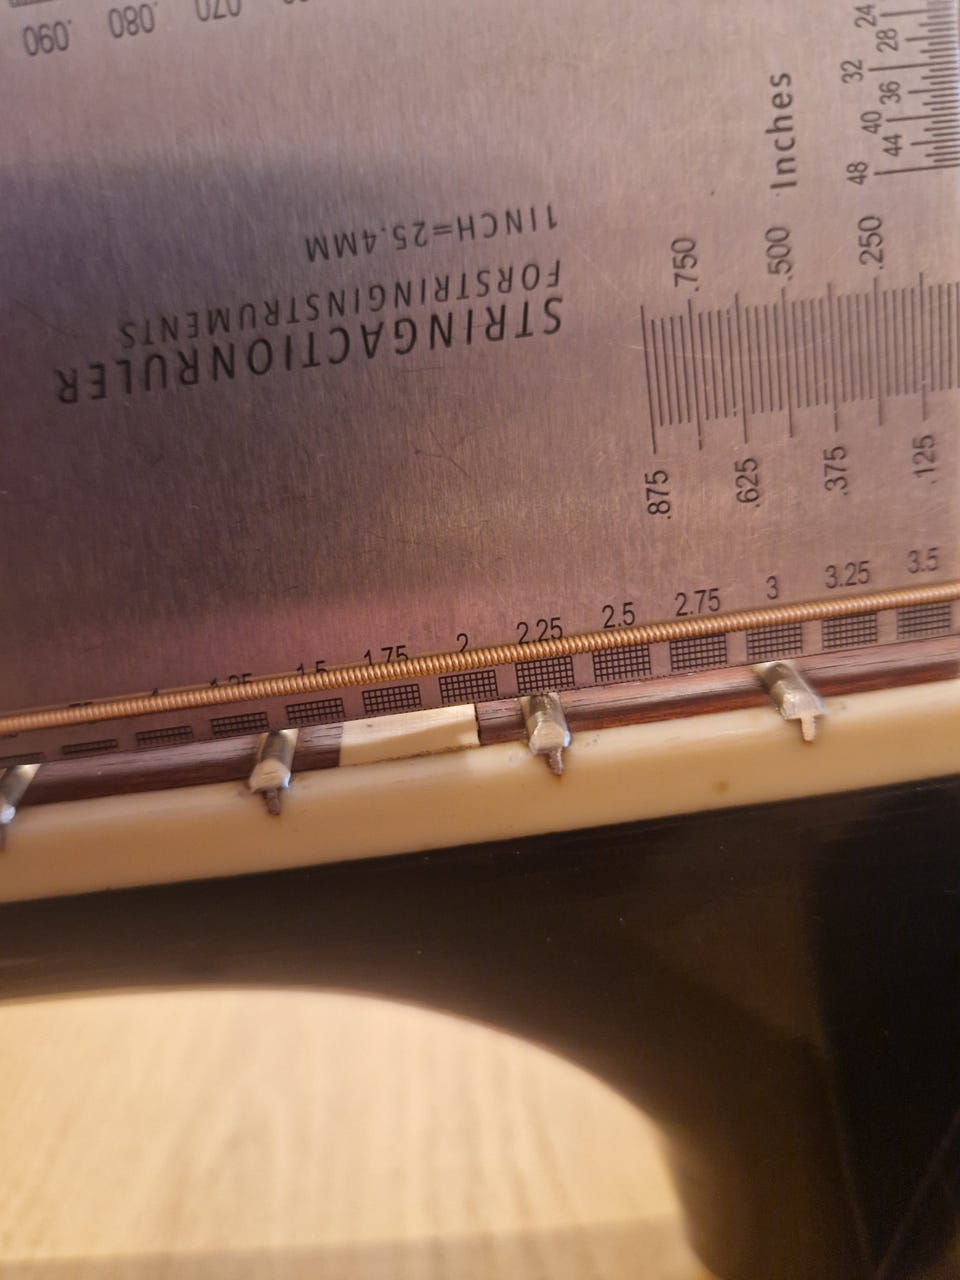 .090 .080 .070
STRINGACTIONRULER
FORSTRINGINSTRUMENTS
1INCH=25.4MM
Inches
24
28
32
36
40
44
48
.750 .500 .250
.875 .625 .375 .125
1.5 1.75 2 2.25 2.5 2.75 3 3.25 3.5